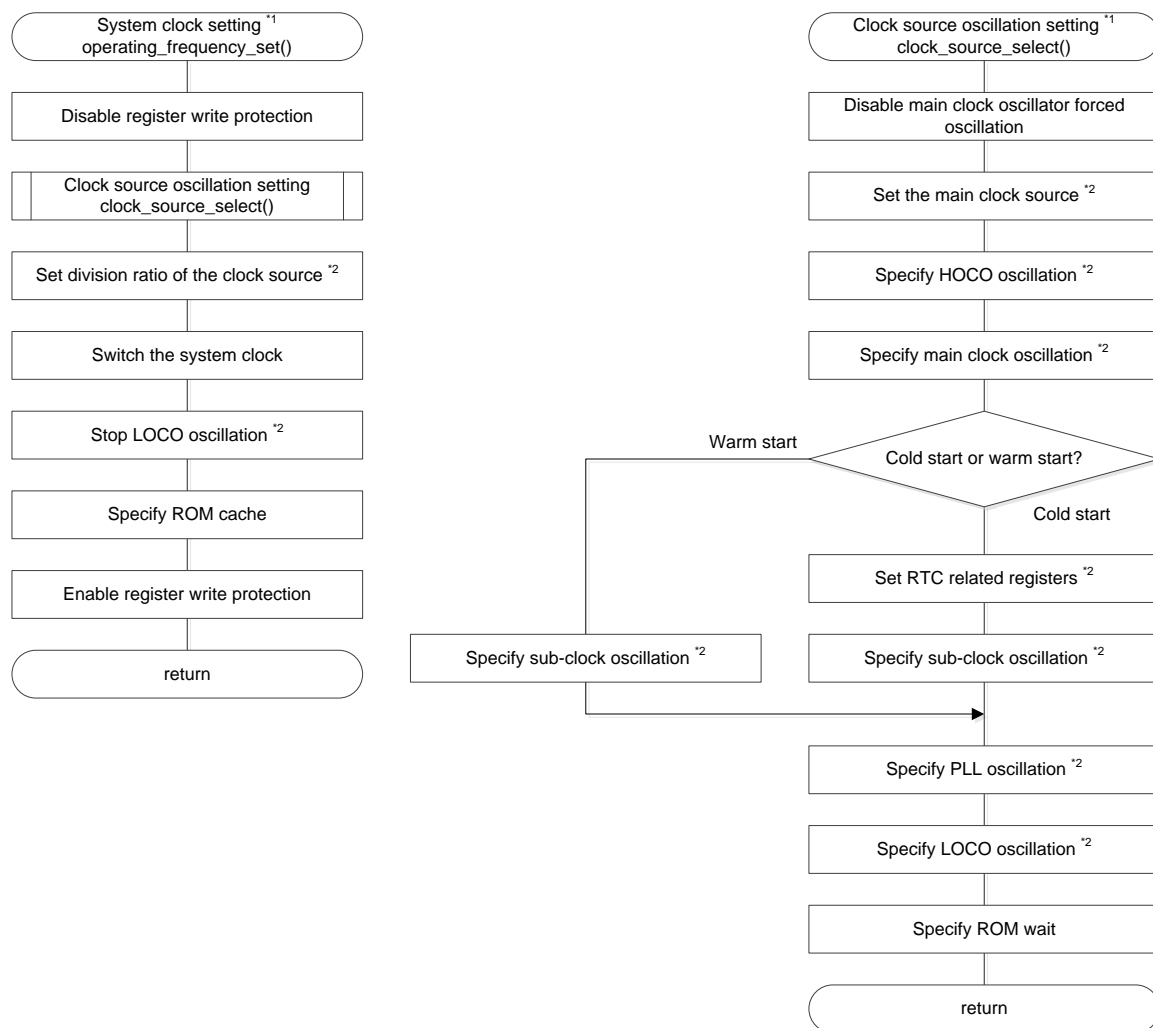 System clock setting *1
operating_frequency_set()
Disable register write protection
Clock source oscillation setting
clock_source_select()
Set division ratio of the clock source *2
Switch the system clock
Stop LOCO oscillation *2
Specify ROM cache
Enable register write protection
return
Clock source oscillation setting *1
clock_source_select()
Disable main clock oscillator forced
oscillation
Set the main clock source *2
Specify HOCO oscillation *2
Specify main clock oscillation *2
Cold start or warm start?
Warm start
Cold start
Set RTC related registers *2
Specify sub-clock oscillation *2
Specify sub-clock oscillation *2
Specify PLL oscillation *2
Specify LOCO oscillation *2
Specify ROM wait
return